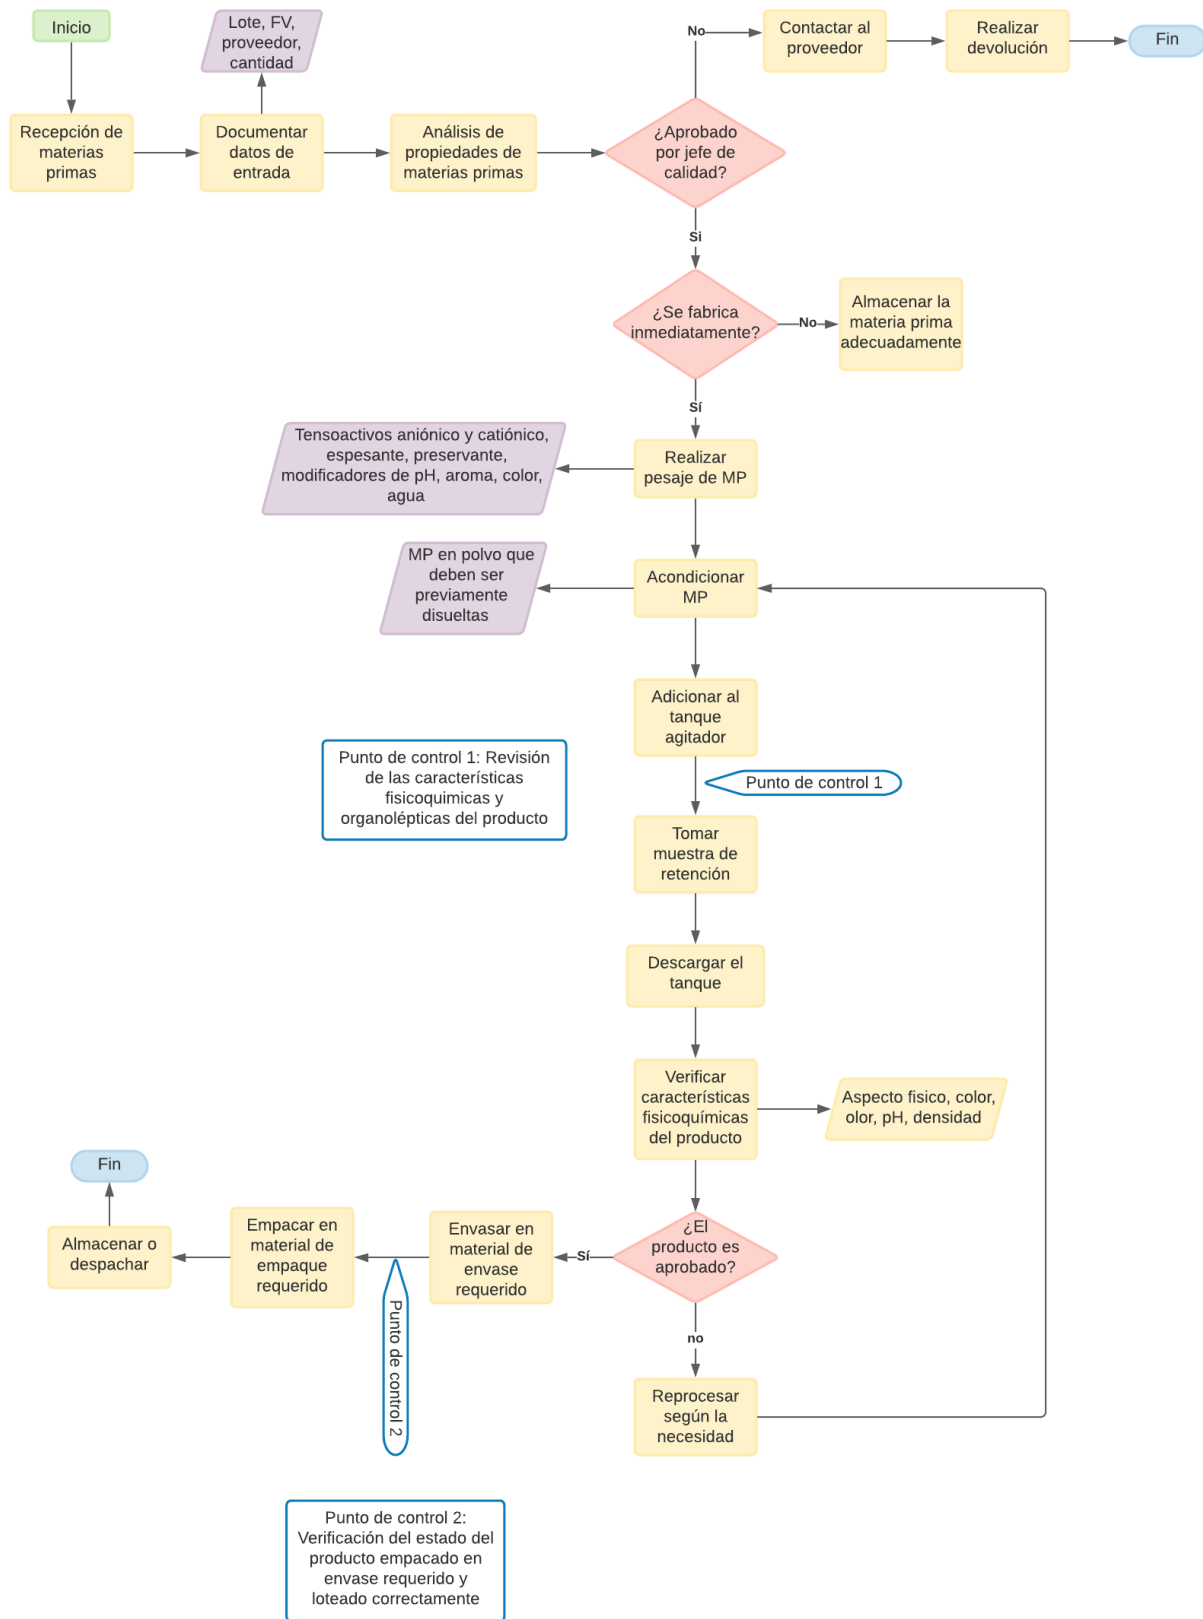 Inicio
Lote, FV,
proveedor,
cantidad
No
Contactar al
proveedor
Realizar
devolución
Fin
Recepción de
materias
primas
Documentar
datos de
entrada
Análisis de
propiedades de
materias primas
¿Aprobado
por jefe de
calidad?
Si
¿Se fabrica
inmediatamente?
No
Almacenar la
materia prima
adecuadamente
Sí
Tensoactivos aniónico y catiónico,
espesante, preservante,
modificadores de pH, aroma, color,
agua
Realizar
pesaje de MP
MP en polvo que
deben ser
previamente
disueltas
Acondicionar
MP
Adicionar al
tanque
agitador
Punto de control 1: Revisión
de las características
fisicoquimicas y
organolépticas del producto
Punto de control 1
Tomar
muestra de
retención
Descargar el
tanque
Verificar
características
fisicoquímicas
del producto
Aspecto fisico, color,
olor, pH, densidad
Fin
Almacenar o
despachar
Empacar en
material de
empaque
requerido
Envasar en
material de
envase
requerido
Sí
¿El
producto es
aprobado?
Punto de control 2
no
Reprocesar
según la
necesidad
Punto de control 2:
Verificación del estado del
producto empacado en
envase requerido y
loteado correctamente